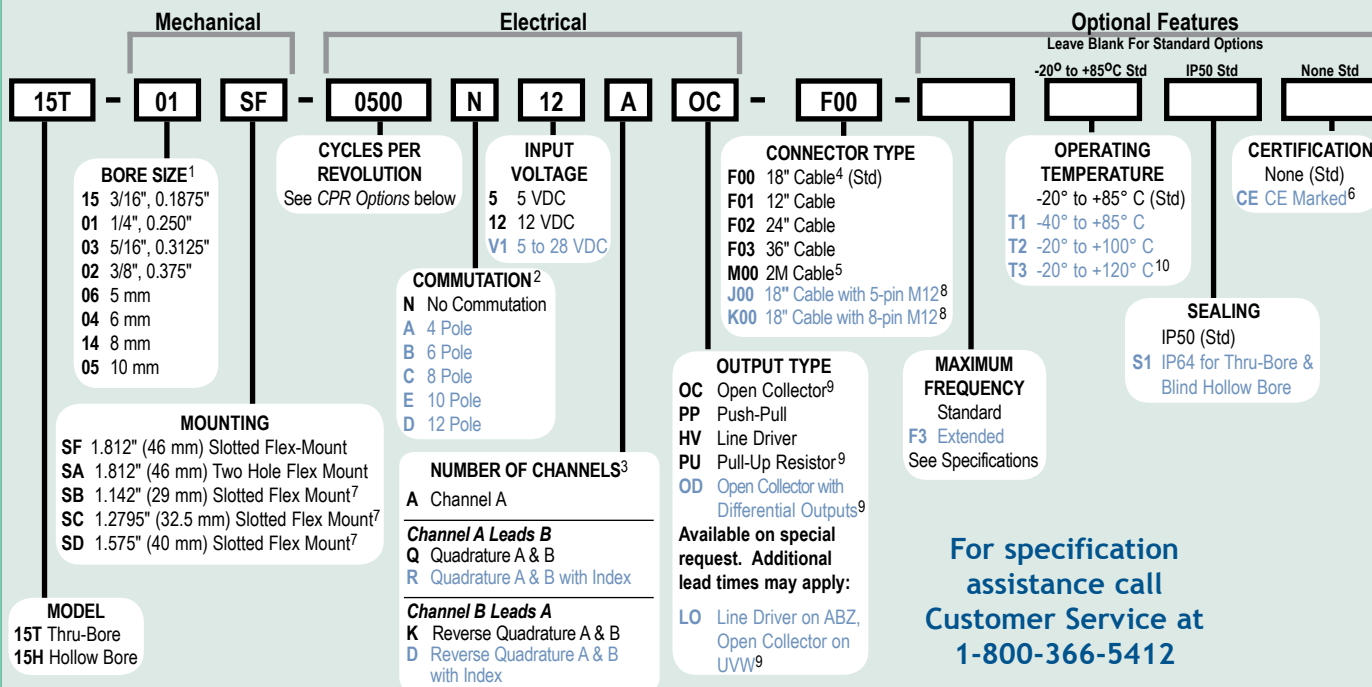 Mechanical
Electrical
Optional Features
Leave Blank For Standard Options
-20⁰ to +85⁰C Std
IP50 Std
None Std
15T - 01 SF - 0500 N 12 A OC - F00 -
BORE SIZE¹
15 3/16", 0.1875"
01 1/4", 0.250"
03 5/16", 0.3125"
02 3/8", 0.375"
06 5 mm
04 6 mm
14 8 mm
05 10 mm
CYCLES PER
REVOLUTION
See CPR Options below
INPUT
VOLTAGE
5 5 VDC
12 12 VDC
V1 5 to 28 VDC
CONNECTOR TYPE
F00 18" Cable⁴ (Std)
F01 12" Cable
F02 24" Cable
F03 36" Cable
M00 2M Cable⁵
J00 18" Cable with 5-pin M12⁸
K00 18" Cable with 8-pin M12⁸
OPERATING
TEMPERATURE
-20° to +85° C (Std)
T1 -40° to +85° C
T2 -20° to +100° C
T3 -20° to +120° C¹⁰
CERTIFICATION
None (Std)
CE CE Marked⁶
COMMUTATION²
N No Commutation
A 4 Pole
B 6 Pole
C 8 Pole
E 10 Pole
D 12 Pole
SEALING
IP50 (Std)
S1 IP64 for Thru-Bore &
Blind Hollow Bore
MOUNTING
SF 1.812" (46 mm) Slotted Flex-Mount
SA 1.812" (46 mm) Two Hole Flex Mount
SB 1.142" (29 mm) Slotted Flex Mount⁷
SC 1.2795" (32.5 mm) Slotted Flex Mount⁷
SD 1.575" (40 mm) Slotted Flex Mount⁷
OUTPUT TYPE
OC Open Collector⁹
PP Push-Pull
HV Line Driver
PU Pull-Up Resistor⁹
OD Open Collector with
Differential Outputs⁹
Available on special
request. Additional
lead times may apply:
LO Line Driver on ABZ,
Open Collector on
UVW⁹
MAXIMUM
FREQUENCY
Standard
F3 Extended
See Specifications
NUMBER OF CHANNELS³
A Channel A
Channel A Leads B
Q Quadrature A & B
R Quadrature A & B with Index
Channel B Leads A
K Reverse Quadrature A & B
D Reverse Quadrature A & B
with Index
MODEL
15T Thru-Bore
15H Hollow Bore
For specification
assistance call
Customer Service at
1-800-366-5412